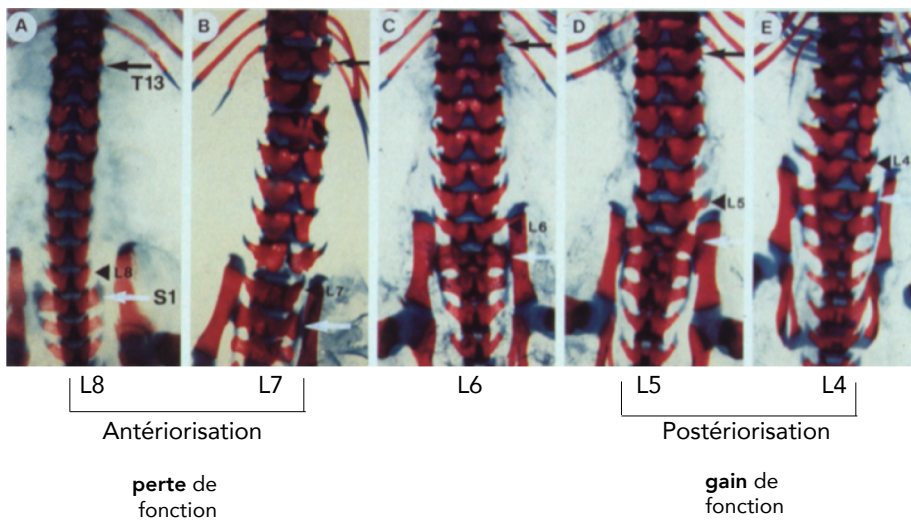 A B C D E
T13
L4
L5
L6
L8
S1
L7
L8 L7 L6 L5 L4
Antériorisation Postériorisation
perte de
fonction
gain de
fonction